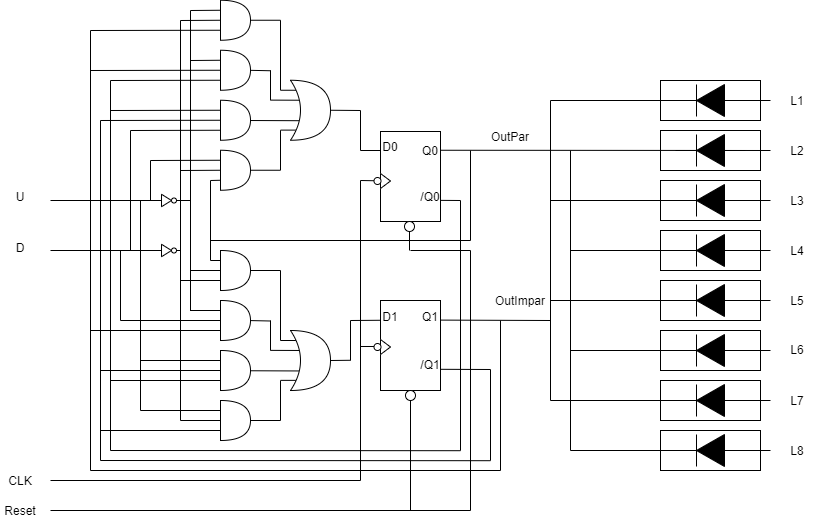 L1
OutPar
D0
Q0
L2
U
/Q0
L3
D
L4
OutImpar
L5
D1
Q1
L6
/Q1
L7
L8
CLK
Reset